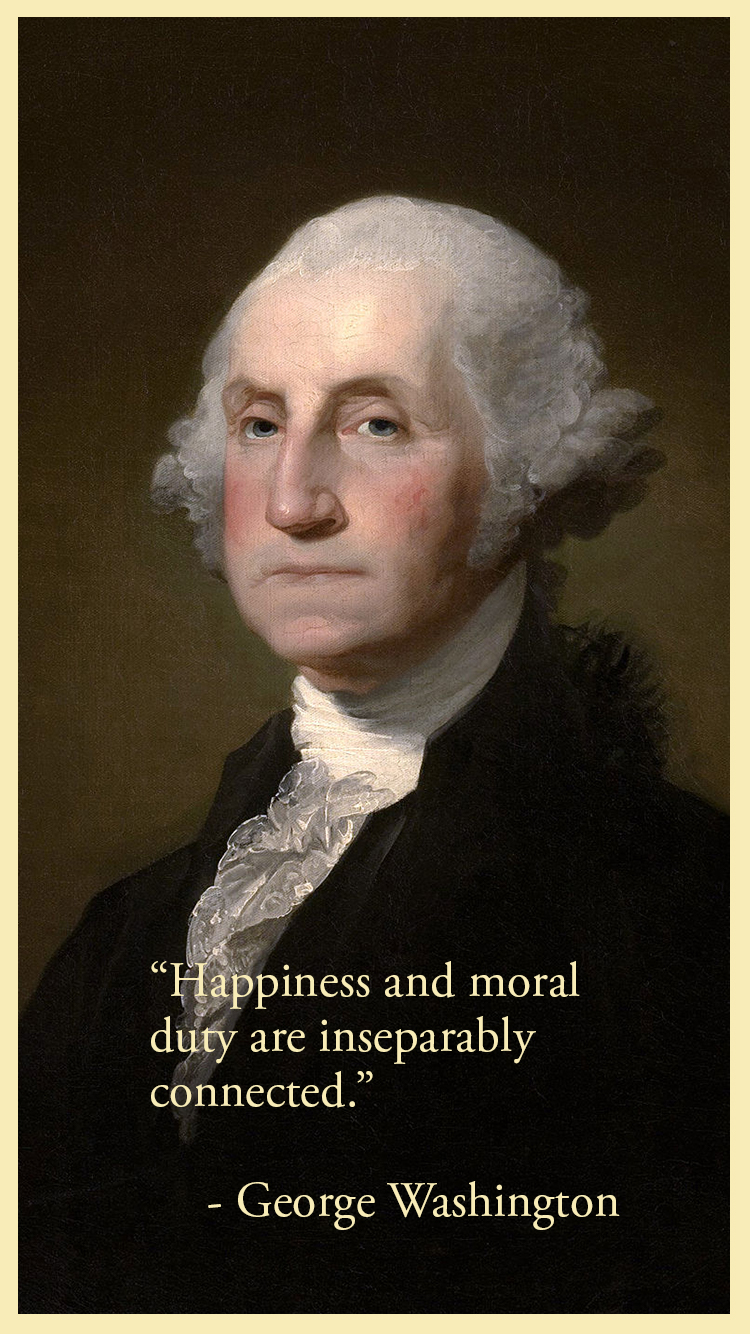 “Happiness and moral
duty are inseparably
connected.”
- George Washington